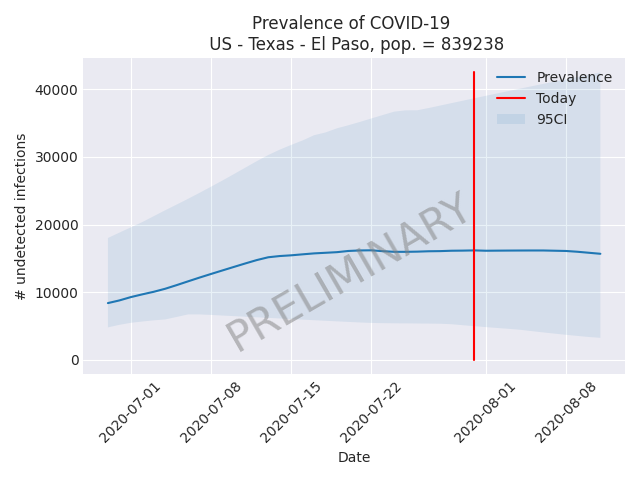 Prevalence of COVID-19
US - Texas - El Paso, pop. = 839238
Prevalence
Today
95CI
40000
30000
20000
10000
0
# undetected infections
PRELIMINARY
2020-07-01
2020-07-08
2020-07-15
2020-07-22
2020-08-01
2020-08-08
Date